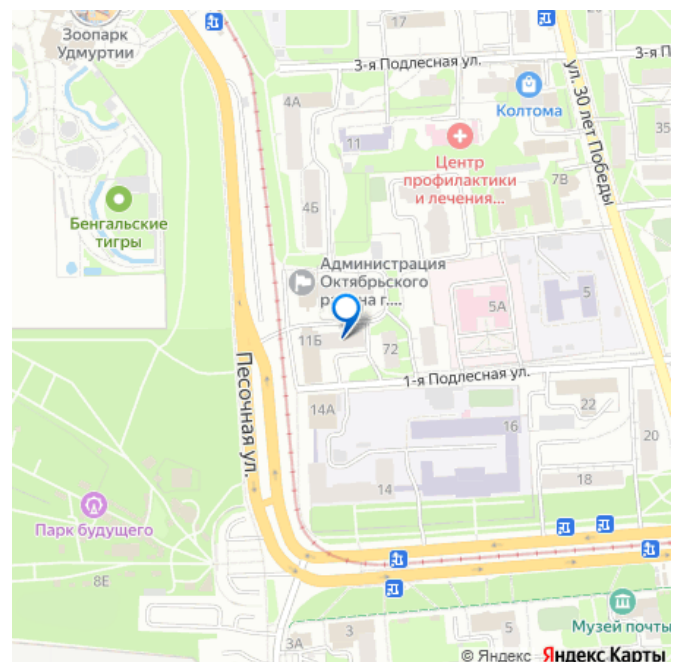 17
Зоопарк
Удмуртии
3-я Подлесная ул.
3-я П
ул. 30 лет Победы
Колтома
4А
11
35
Центр
профилактики
и лечения...
7В
4Б
Бенгальские
тигры
Администрация
Октябрьского
района г....
5А
5
11Б
72
1-я Подлесная ул.
Песочная ул.
14А
22
16
20
18
14
Парк будущего
8Е
Музей почты
3А
3
5
© Яндекс Яндекс Карты